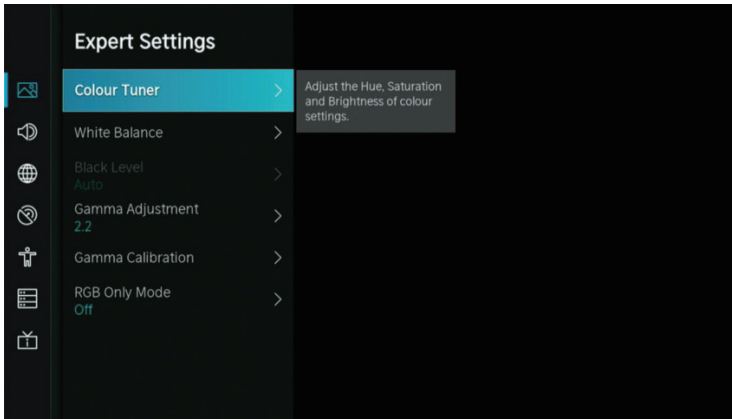 Expert Settings
Colour Tuner
Adjust the Hue, Saturation
and Brightness of colour
settings.
White Balance
Black Level
Auto
Gamma Adjustment
2.2
Gamma Calibration
RGB Only Mode
Off